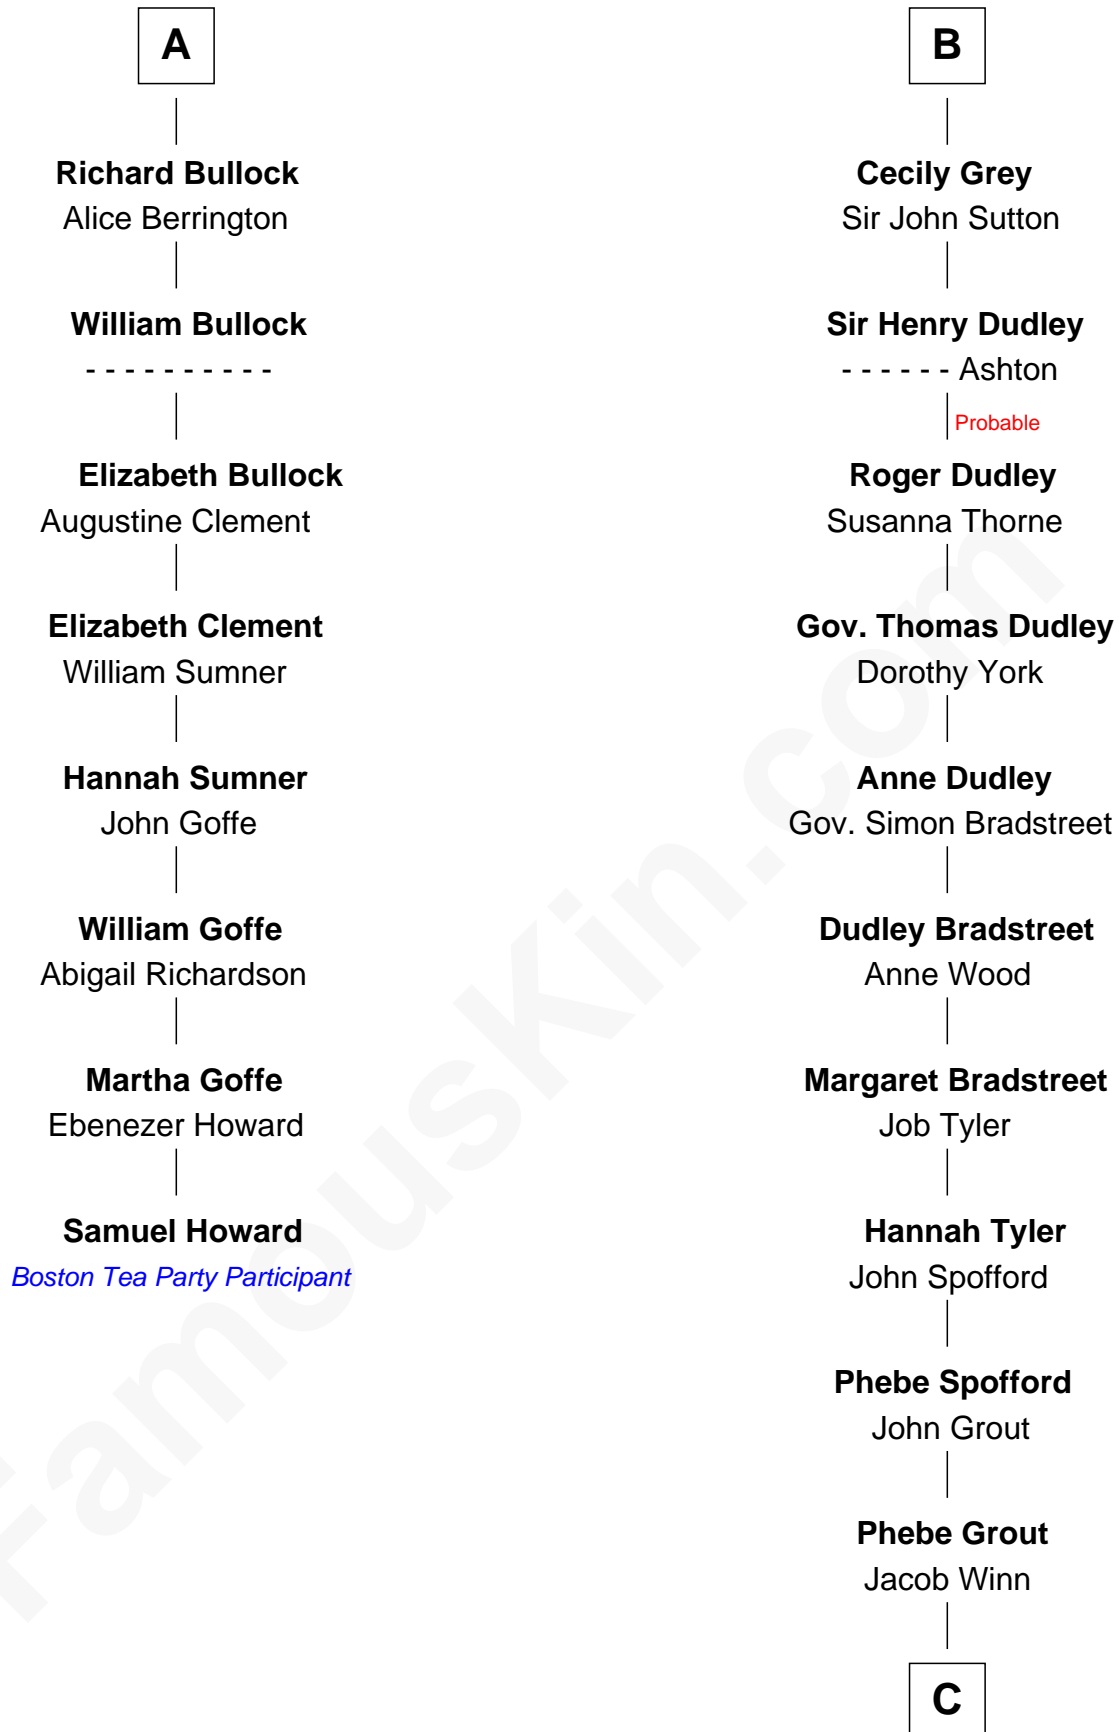 A
Richard Bullock
Alice Berrington
William Bullock
- - - - - - - - - -
Elizabeth Bullock
Augustine Clement
Elizabeth Clement
William Sumner
Hannah Sumner
John Goffe
William Goffe
Abigail Richardson
Martha Goffe
Ebenezer Howard
Samuel Howard
Boston Tea Party Participant
B
Cecily Grey
Sir John Sutton
Sir Henry Dudley
- - - - - - Ashton
Probable
Roger Dudley
Susanna Thorne
Gov. Thomas Dudley
Dorothy York
Anne Dudley
Gov. Simon Bradstreet
Dudley Bradstreet
Anne Wood
Margaret Bradstreet
Job Tyler
Hannah Tyler
John Spofford
Phebe Spofford
John Grout
Phebe Grout
Jacob Winn
C
FamousKin.com